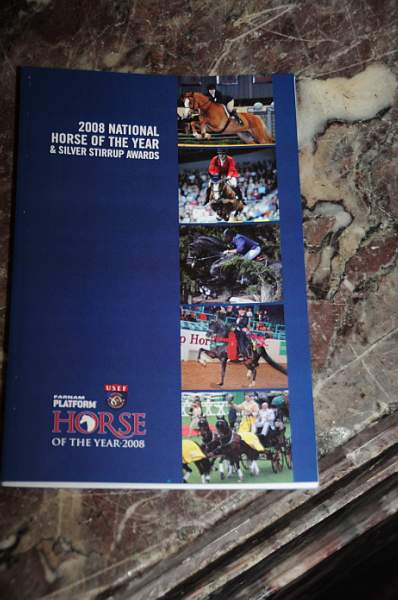 2008 NATIONAL
HORSE OF THE YEAR
& SILVER STIRRUP AWARDS
USEF
FARNAM
PLATFORM
HORSE
OF THE YEAR·2008